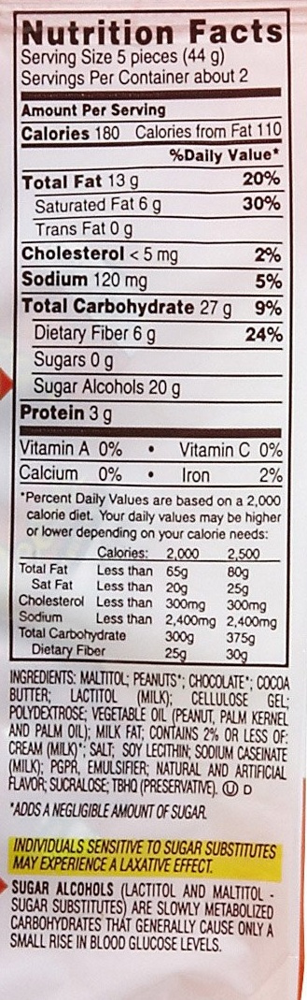 Nutrition Facts
Serving Size 5 pieces (44 g)
Servings Per Container about 2
Amount Per Serving
Calories 180 Calories from Fat 110
%Daily Value*
Total Fat 13 g 20%
Saturated Fat 6 g 30%
Trans Fat 0 g
Cholesterol < 5 mg 2%
Sodium 120 mg 5%
Total Carbohydrate 27 g 9%
Dietary Fiber 6 g 24%
Sugars 0 g
Sugar Alcohols 20 g
Protein 3 g
Vitamin A 0% • Vitamin C 0%
Calcium 0% • Iron 2%
*Percent Daily Values are based on a 2,000
calorie diet. Your daily values may be higher
or lower depending on your calorie needs:
Calories: 2,000 2,500
Total Fat Less than 65g 80g
Sat Fat Less than 20g 25g
Cholesterol Less than 300mg 300mg
Sodium Less than 2,400mg 2,400mg
Total Carbohydrate 300g 375g
Dietary Fiber 25g 30g
INGREDIENTS: MALTITOL; PEANUTS*; CHOCOLATE*; COCOA
BUTTER; LACTITOL (MILK); CELLULOSE GEL;
POLYDEXTROSE; VEGETABLE OIL (PEANUT, PALM KERNEL
AND PALM OIL); MILK FAT; CONTAINS 2% OR LESS OF:
CREAM (MILK)*; SALT; SOY LECITHIN; SODIUM CASEINATE
(MILK); PGPR, EMULSIFIER; NATURAL AND ARTIFICIAL
FLAVOR; SUCRALOSE; TBHQ (PRESERVATIVE). Ⓤ D
*ADDS A NEGLIGIBLE AMOUNT OF SUGAR.
INDIVIDUALS SENSITIVE TO SUGAR SUBSTITUTES
MAY EXPERIENCE A LAXATIVE EFFECT.
SUGAR ALCOHOLS (LACTITOL AND MALTITOL -
SUGAR SUBSTITUTES) ARE SLOWLY METABOLIZED
CARBOHYDRATES THAT GENERALLY CAUSE ONLY A
SMALL RISE IN BLOOD GLUCOSE LEVELS.